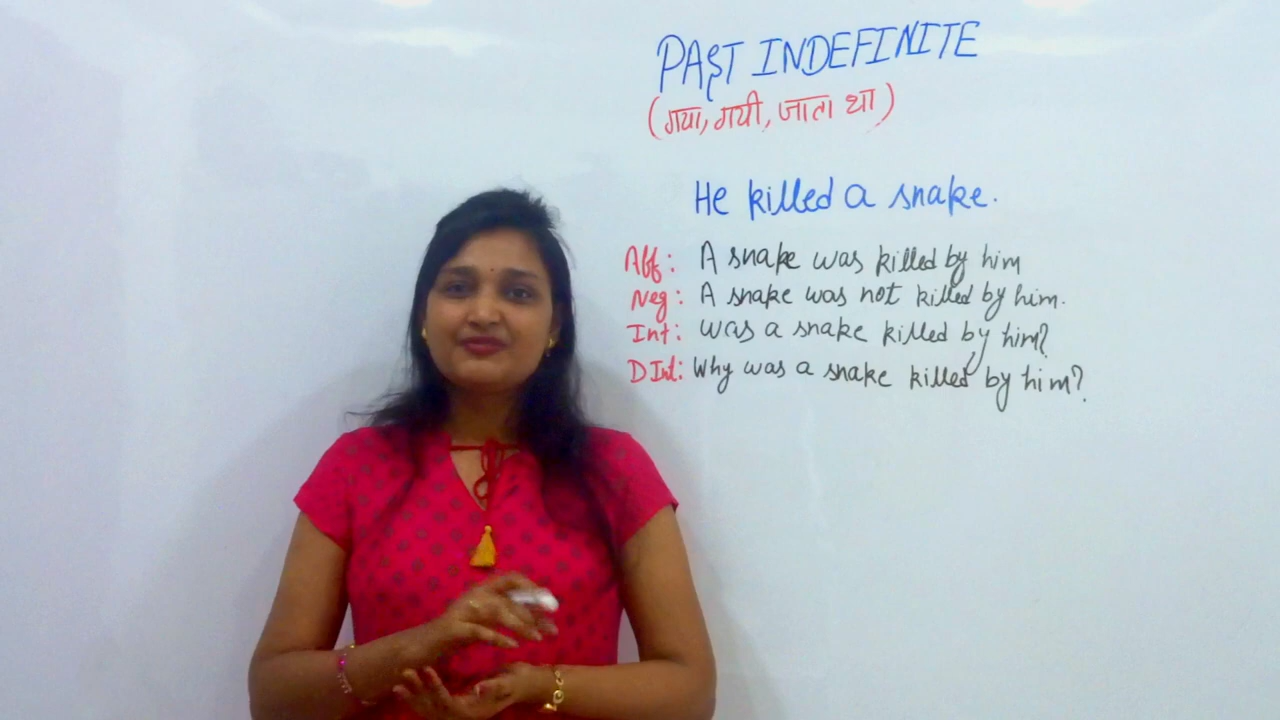 PAST INDEFINITE
(गया, गयी, जाता था)
He killed a snake.
Aff: A snake was killed by him
Neg: A snake was not killed by him.
Int: was a snake killed by him?
D Int: Why was a snake killed by him?